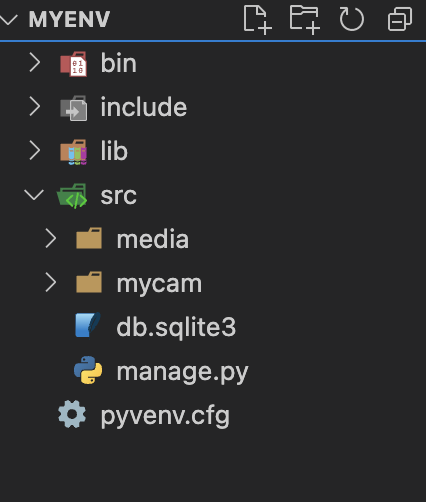 MYENV
bin
include
lib
src
media
mycam
db.sqlite3
manage.py
pyvenv.cfg